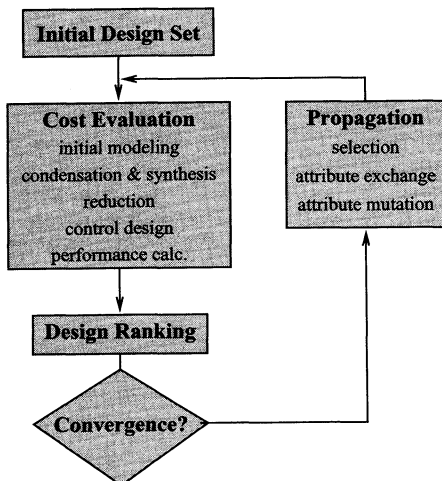 Initial Design Set
Cost Evaluation
initial modeling
condensation & synthesis
reduction
control design
performance calc.
Propagation
selection
attribute exchange
attribute mutation
Design Ranking
Convergence?